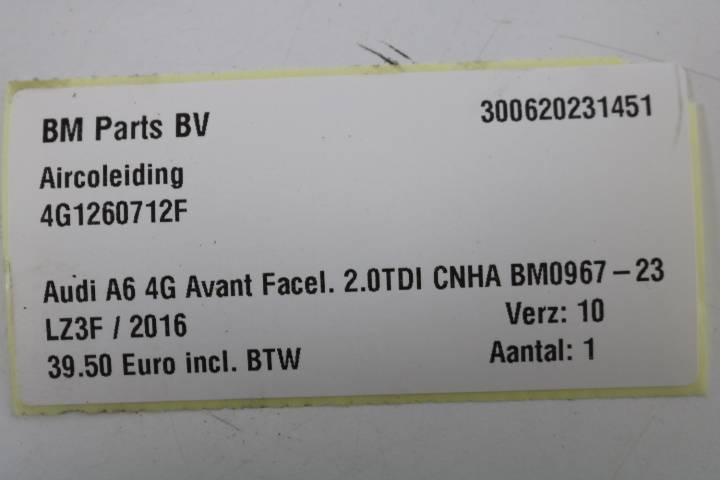 BM Parts BV 300620231451
Aircoleiding
4G1260712F
Audi A6 4G Avant Facel. 2.0TDI CNHA BM0967-23
LZ3F / 2016 Verz: 10
39.50 Euro incl. BTW Aantal: 1